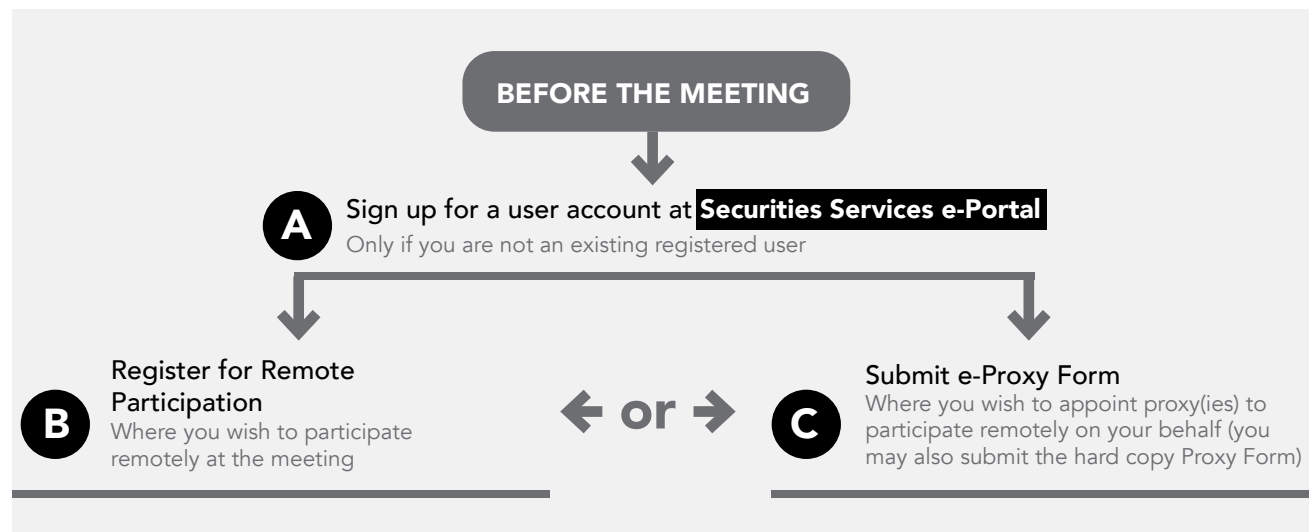 BEFORE THE MEETING
A
Sign up for a user account at Securities Services e-Portal
Only if you are not an existing registered user
B
Register for Remote
Participation
Where you wish to participate
remotely at the meeting
or
C
Submit e-Proxy Form
Where you wish to appoint proxy(ies) to
participate remotely on your behalf (you
may also submit the hard copy Proxy Form)